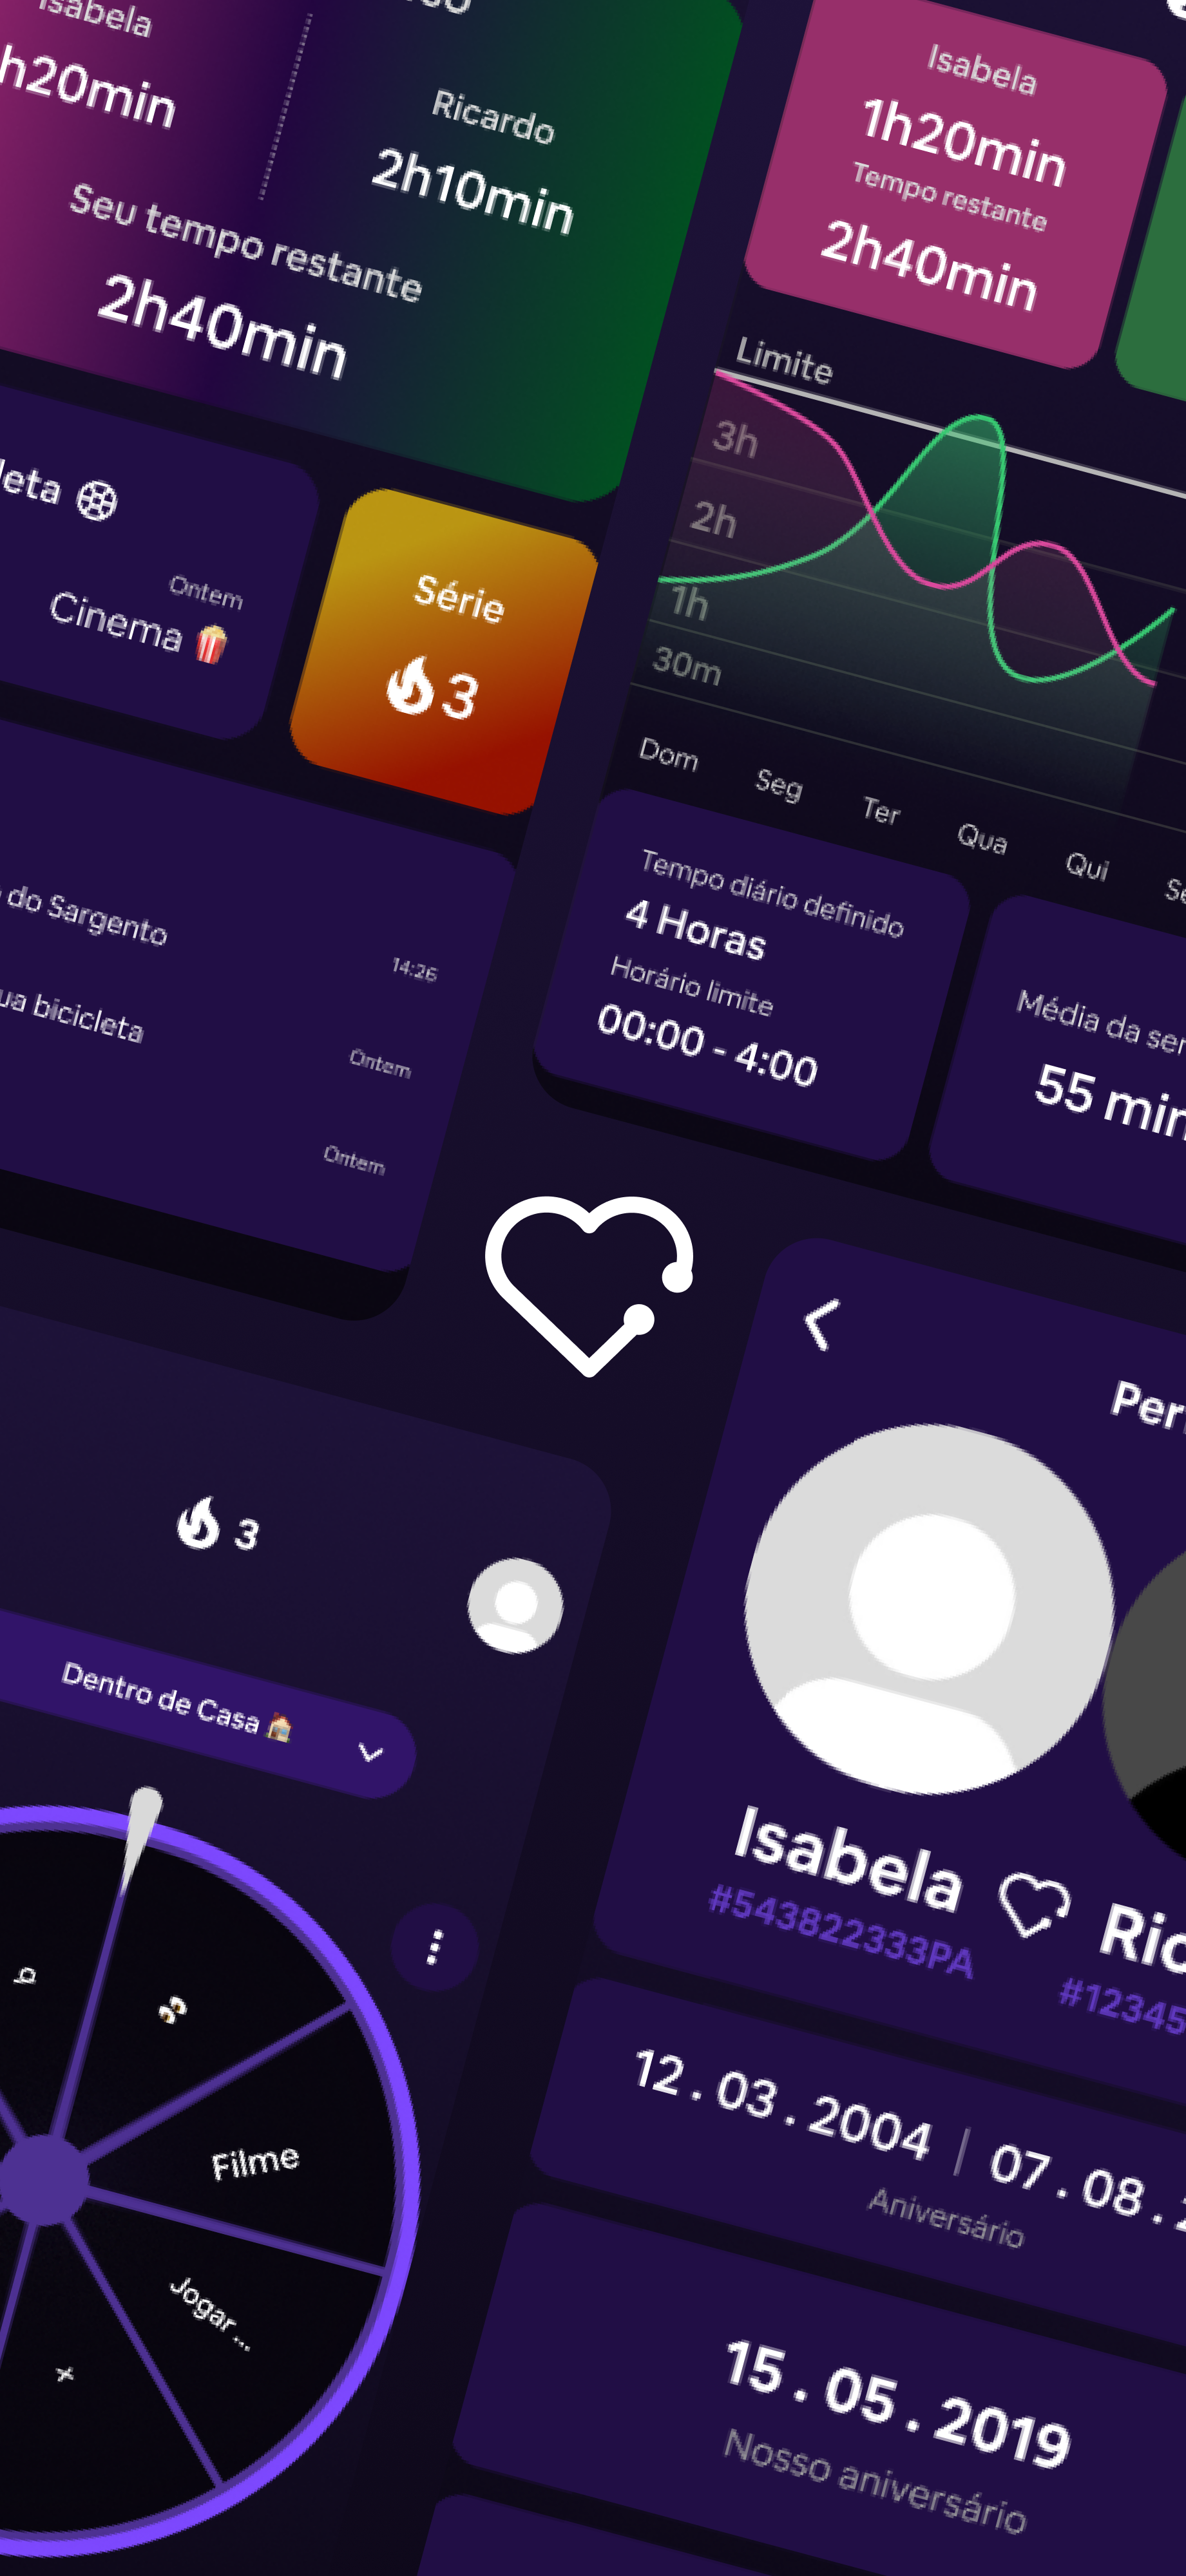 Isabela
h20min
Ricardo
2h10min
Seu tempo restante
2h40min
leta
Ontem
Cinema
Série
3
do Sargento
14:26
ua bicicleta
Ontem
Ontem
Isabela
1h20min
Tempo restante
2h40min
Limite
3h
2h
1h
30m
Dom Seg Ter Qua Qui Se
Tempo diário definido
4 Horas
Horário limite
00:00 - 4:00
Média da ser
55 min
3
Dentro de Casa
Filme
Jogar...
Per
Isabela Ric
#543822333PA #12345
12 . 03 . 2004 | 07 . 08 . 2
Aniversário
15 . 05 . 2019
Nosso aniversário